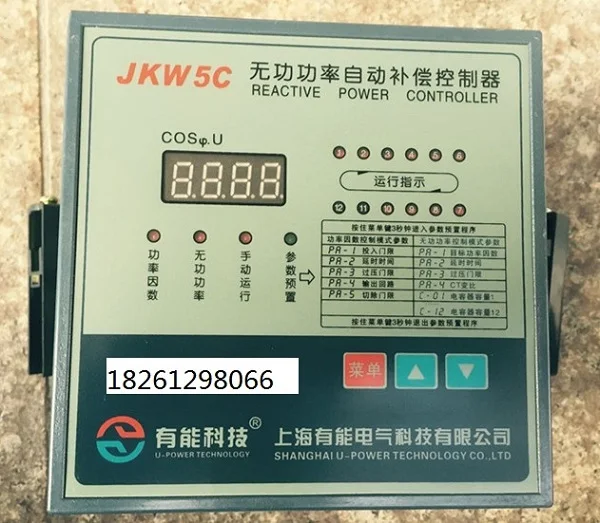 JKW5C 无功功率自动补偿控制器
REACTIVE POWER CONTROLLER
COSφ.U
8.8.8.8
1 2 3 4 5 6
运行指示
12 11 10 9 8 7
功率因数
无功功率
手动运行
参数预置
按住菜单键3秒钟进入参数预置程序
功率因数控制模式参数 无功功率控制模式参数
PA-1 投入门限 PA-1 目标功率因数
PA-2 延时时间 PA-2 延时时间
PA-3 过压门限 PA-3 过压门限
PA-4 输出回路 PA-4 CT变比
PA-5 切除门限 C-01 电容器容量1
C-12 电容器容量12
按住菜单键3秒钟退出参数预置程序
18261298066
菜单
有能科技®
U-POWER TECHNOLOGY
上海有能电气科技有限公司
SHANGHAI U-POWER TECHNOLOGY CO.,LTD